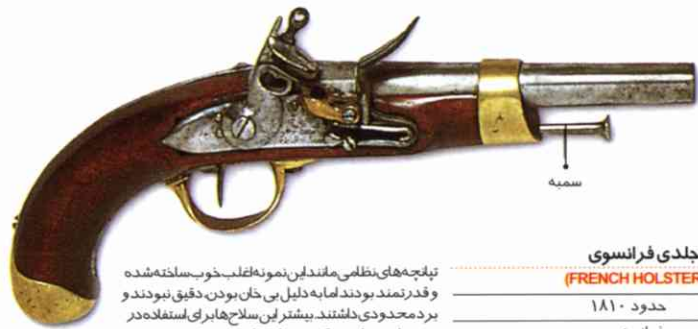 سمبه
جلدی فرانسوی
(FRENCH HOLSTER
حدود ۱۸۱۰
تپانچه‌های نظامی مانند این نمونه اغلب خوب ساخته شده
و قدرتمند بودند اما به دلیل بی خان بودن، دقیق نبودند و
برد محدودی داشتند. بیشتر این سلاح‌ها برای استفاده در